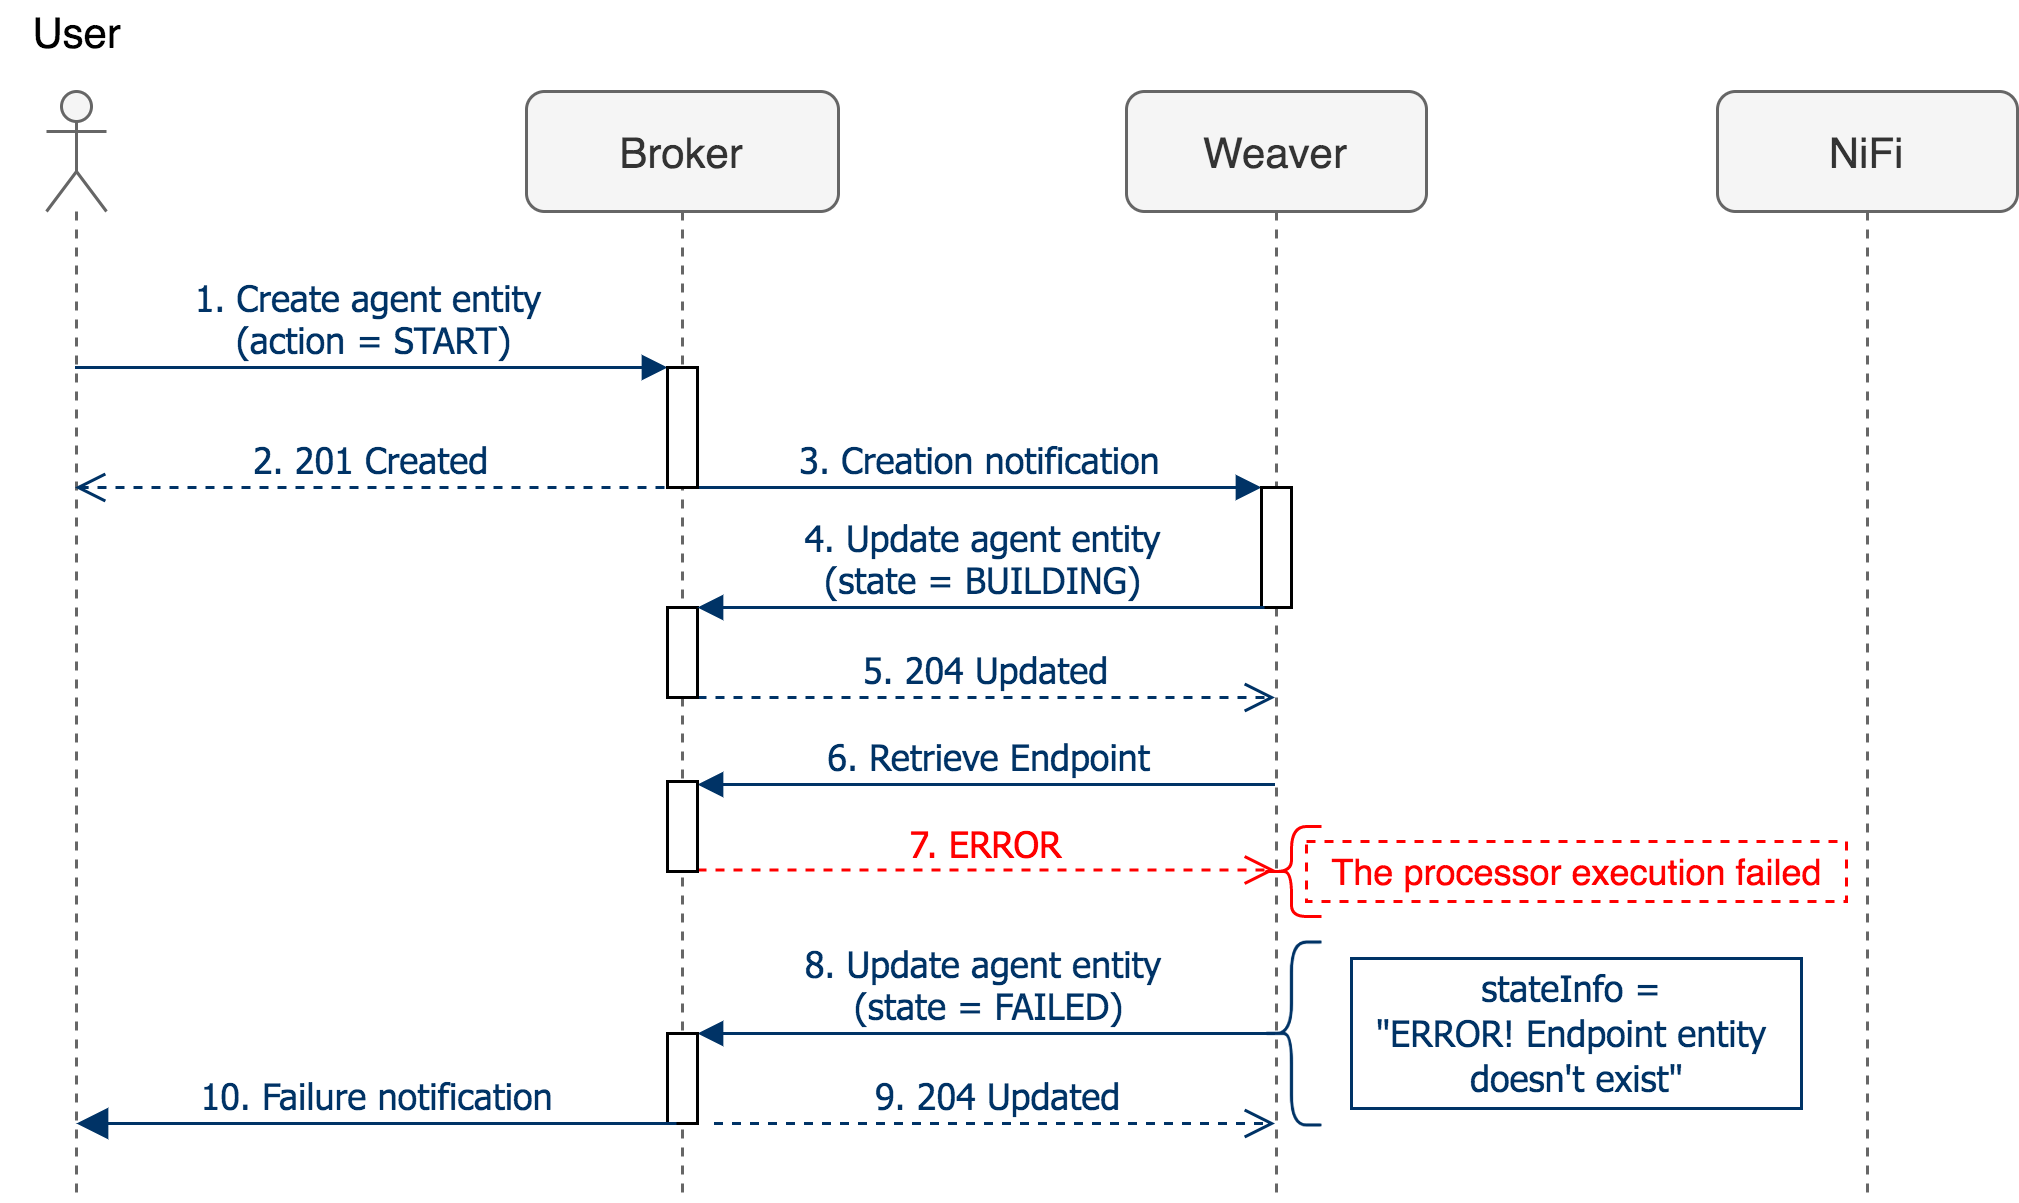 User
Broker
Weaver
NiFi
1. Create agent entity
(action = START)
2. 201 Created
3. Creation notification
4. Update agent entity
(state = BUILDING)
5. 204 Updated
6. Retrieve Endpoint
7. ERROR
The processor execution failed
8. Update agent entity
(state = FAILED)
stateInfo =
"ERROR! Endpoint entity
doesn't exist"
10. Failure notification
9. 204 Updated